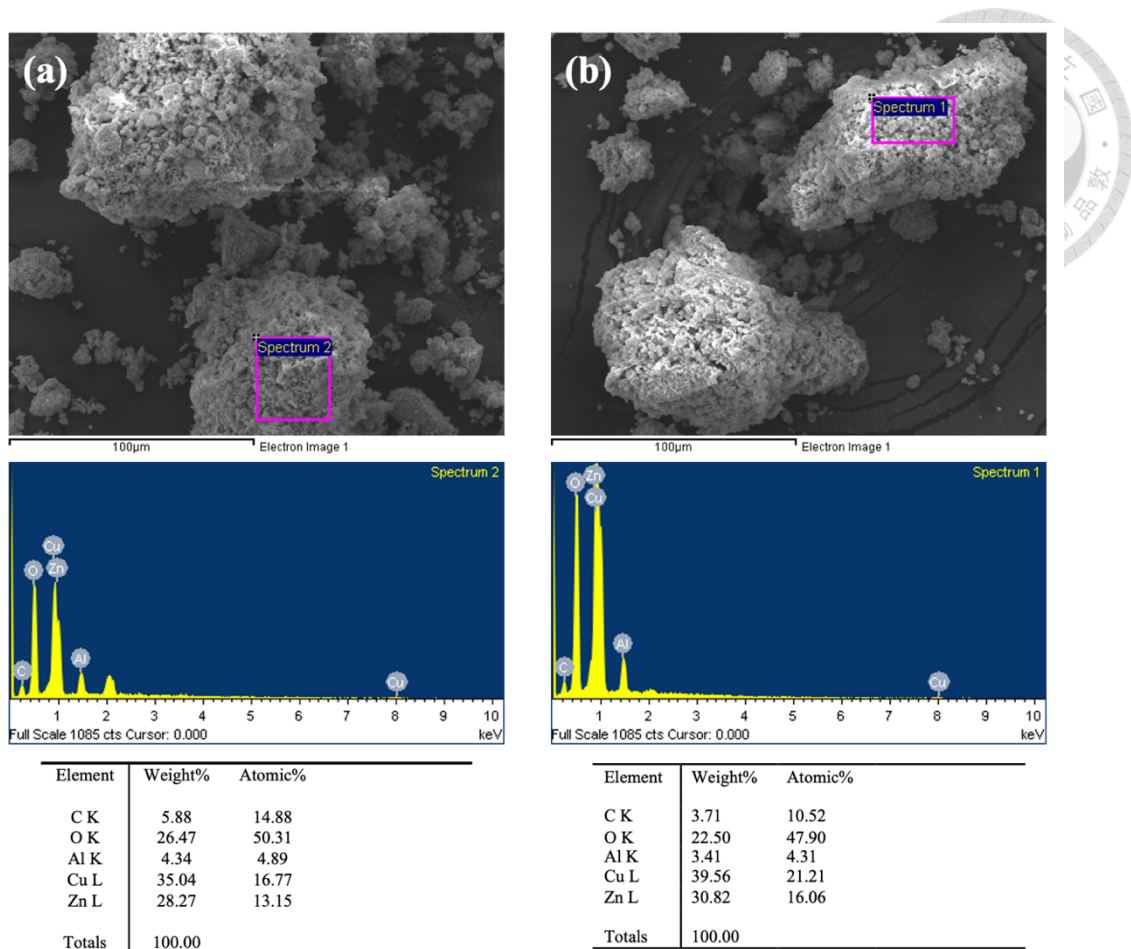 (a)
Spectrum 2
100µm
Electron Image 1
(b)
Spectrum 1
100µm
Electron Image 1
Spectrum 2
C
O
Cu
Zn
Al
Cu
1 2 3 4 5 6 7 8 9 10
Full Scale 1085 cts Cursor: 0.000 keV
Spectrum 1
C
O
Zn
Cu
Al
Cu
1 2 3 4 5 6 7 8 9 10
Full Scale 1085 cts Cursor: 0.000 keV
Element Weight% Atomic%
C K 5.88 14.88
O K 26.47 50.31
Al K 4.34 4.89
Cu L 35.04 16.77
Zn L 28.27 13.15
Totals 100.00
Element Weight% Atomic%
C K 3.71 10.52
O K 22.50 47.90
Al K 3.41 4.31
Cu L 39.56 21.21
Zn L 30.82 16.06
Totals 100.00
國
品
敦